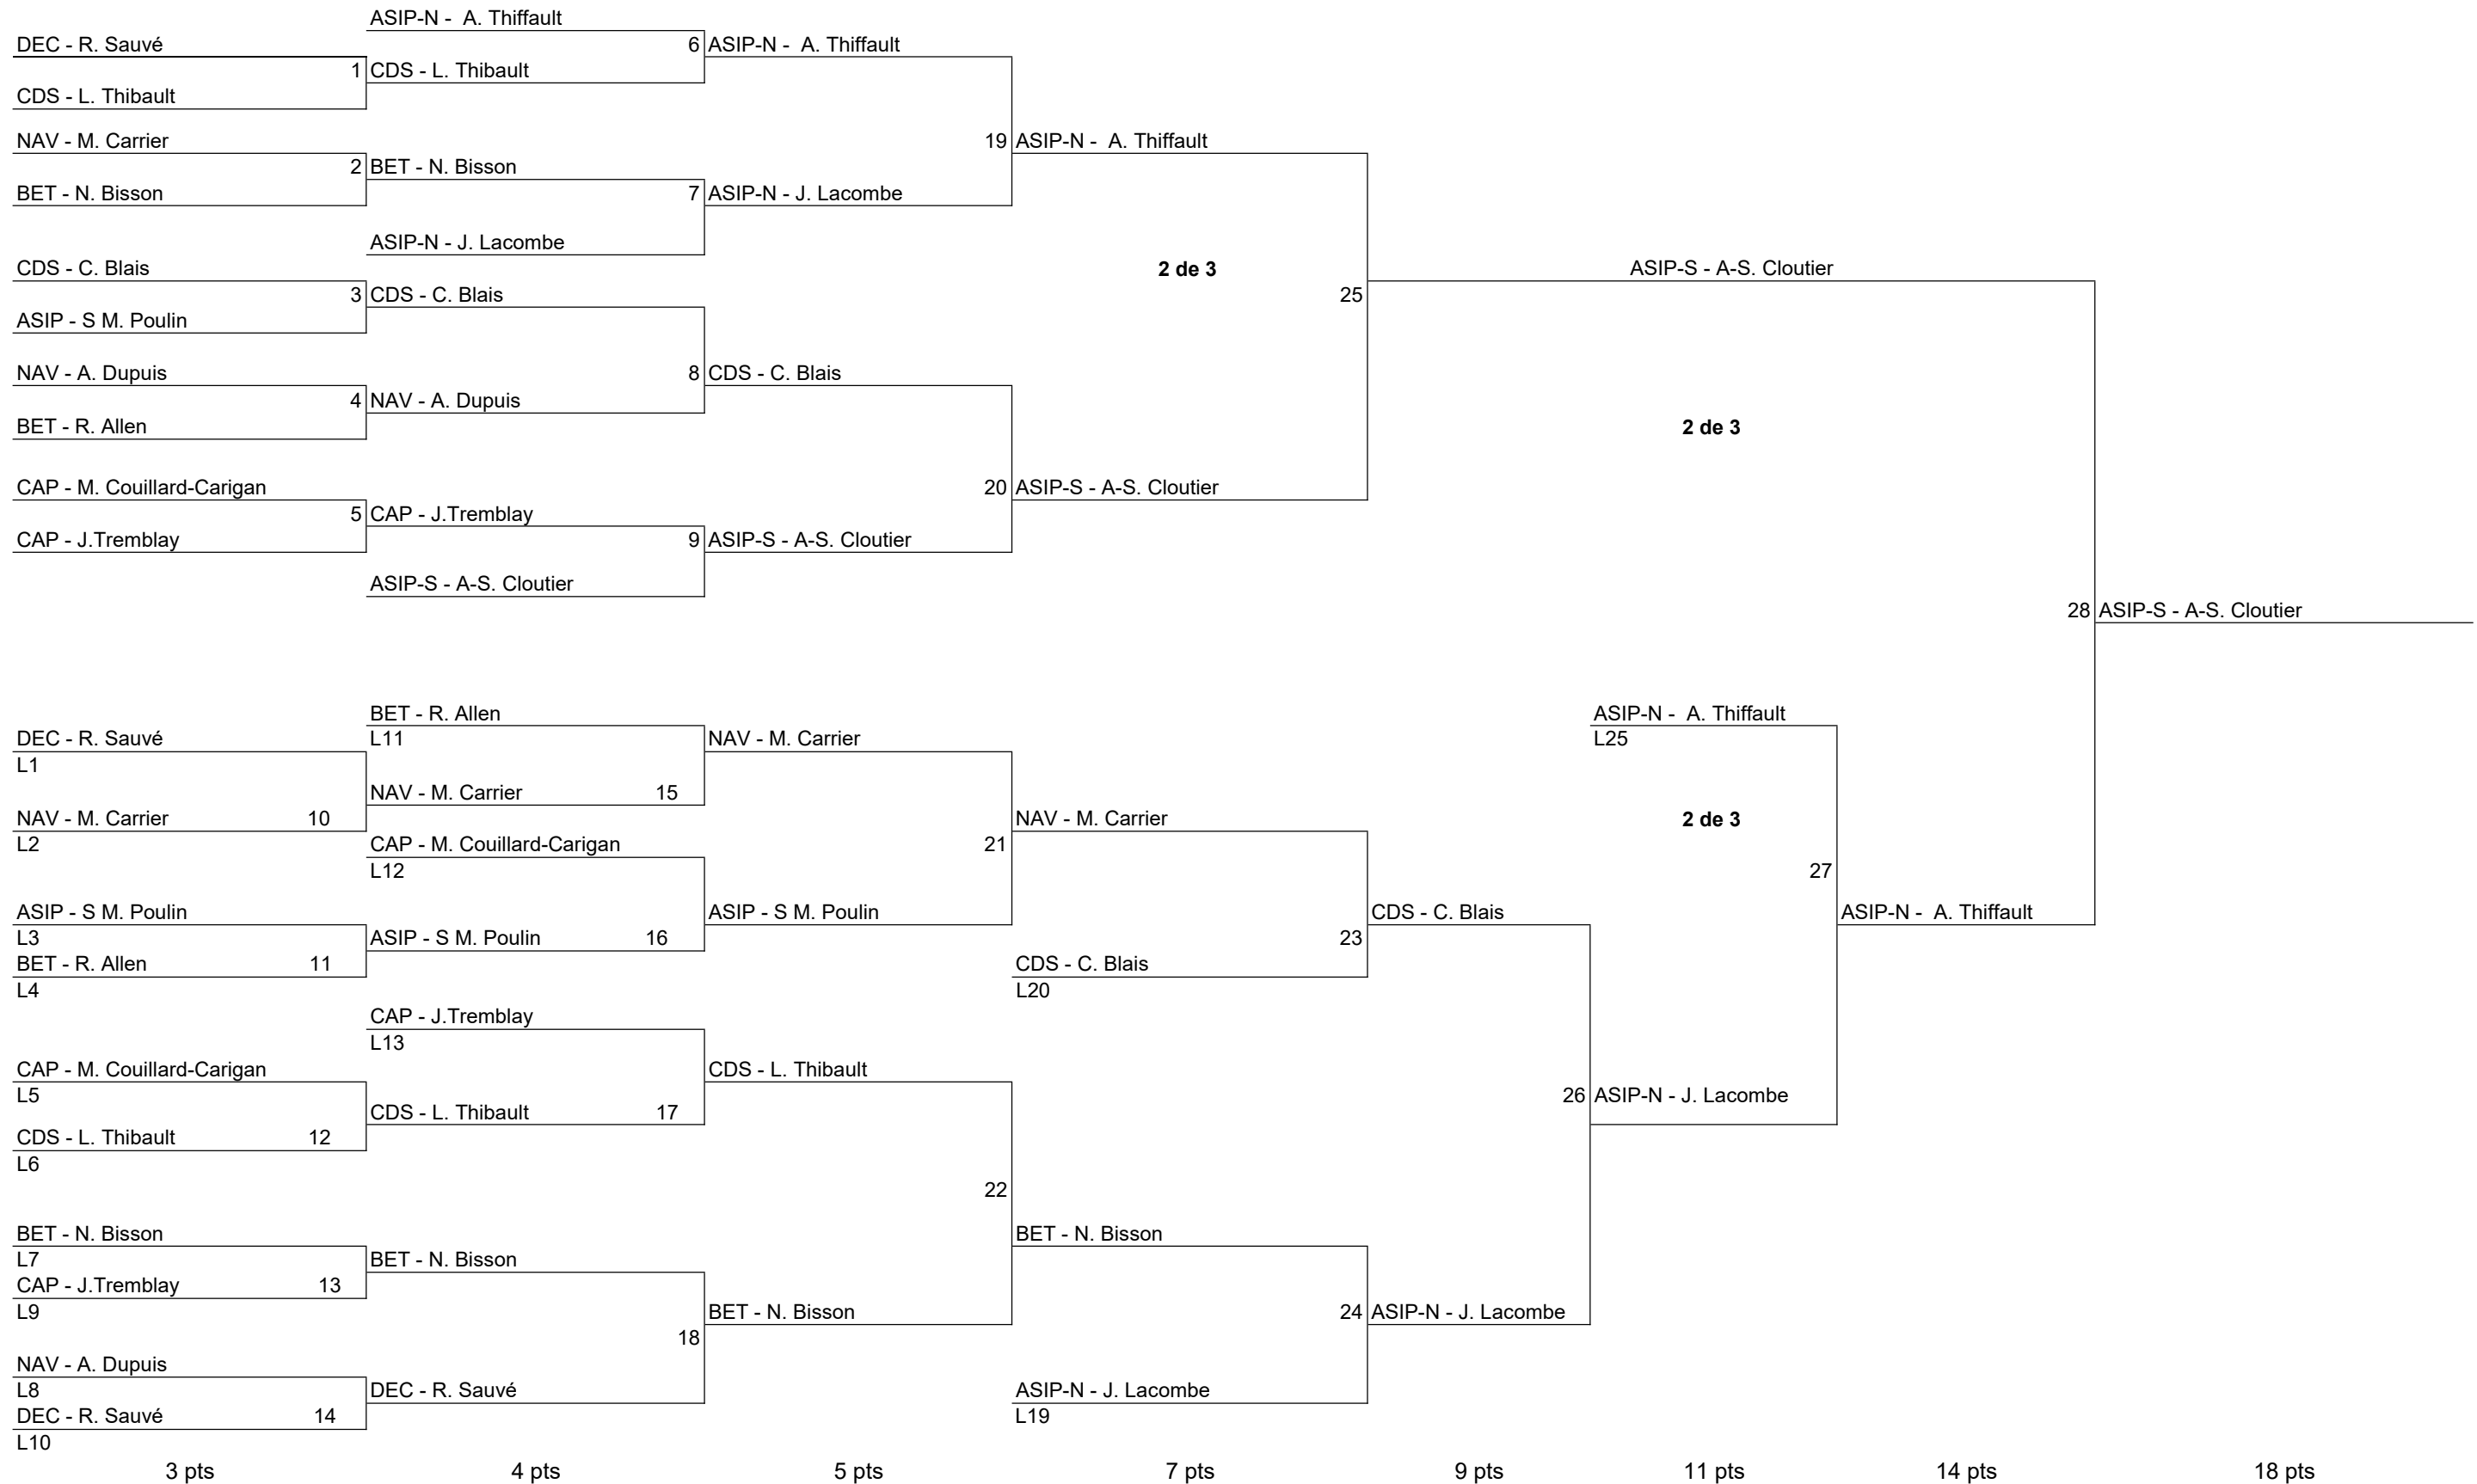 ASIP-N -  A. Thiffault
DEC - R. Sauvé
6 ASIP-N -  A. Thiffault
1 CDS - L. Thibault
CDS - L. Thibault
NAV - M. Carrier
19 ASIP-N -  A. Thiffault
2 BET - N. Bisson
BET - N. Bisson
7 ASIP-N - J. Lacombe
ASIP-N - J. Lacombe
CDS - C. Blais
2 de 3
ASIP-S - A-S. Cloutier
3 CDS - C. Blais
25
ASIP - S M. Poulin
NAV - A. Dupuis
8 CDS - C. Blais
4 NAV - A. Dupuis
BET - R. Allen
2 de 3
CAP - M. Couillard-Carigan
20 ASIP-S - A-S. Cloutier
5 CAP - J.Tremblay
CAP - J.Tremblay
9 ASIP-S - A-S. Cloutier
ASIP-S - A-S. Cloutier
28 ASIP-S - A-S. Cloutier
BET - R. Allen
ASIP-N -  A. Thiffault
DEC - R. Sauvé
L11
NAV - M. Carrier
L25
L1
NAV - M. Carrier 15
NAV - M. Carrier 10
NAV - M. Carrier
2 de 3
L2
CAP - M. Couillard-Carigan
21
L12
27
ASIP - S M. Poulin
ASIP - S M. Poulin
CDS - C. Blais
ASIP-N -  A. Thiffault
L3
ASIP - S M. Poulin 16
23
BET - R. Allen 11
CDS - C. Blais
L4
L20
CAP - J.Tremblay
L13
CAP - M. Couillard-Carigan
CDS - L. Thibault
L5
26 ASIP-N - J. Lacombe
CDS - L. Thibault 17
CDS - L. Thibault 12
L6
22
BET - N. Bisson
BET - N. Bisson
L7
BET - N. Bisson
CAP - J.Tremblay 13
L9
BET - N. Bisson
24 ASIP-N - J. Lacombe
18
NAV - A. Dupuis
L8
DEC - R. Sauvé
ASIP-N - J. Lacombe
DEC - R. Sauvé 14
L19
L10
3 pts 4 pts 5 pts 7 pts 9 pts 11 pts 14 pts 18 pts